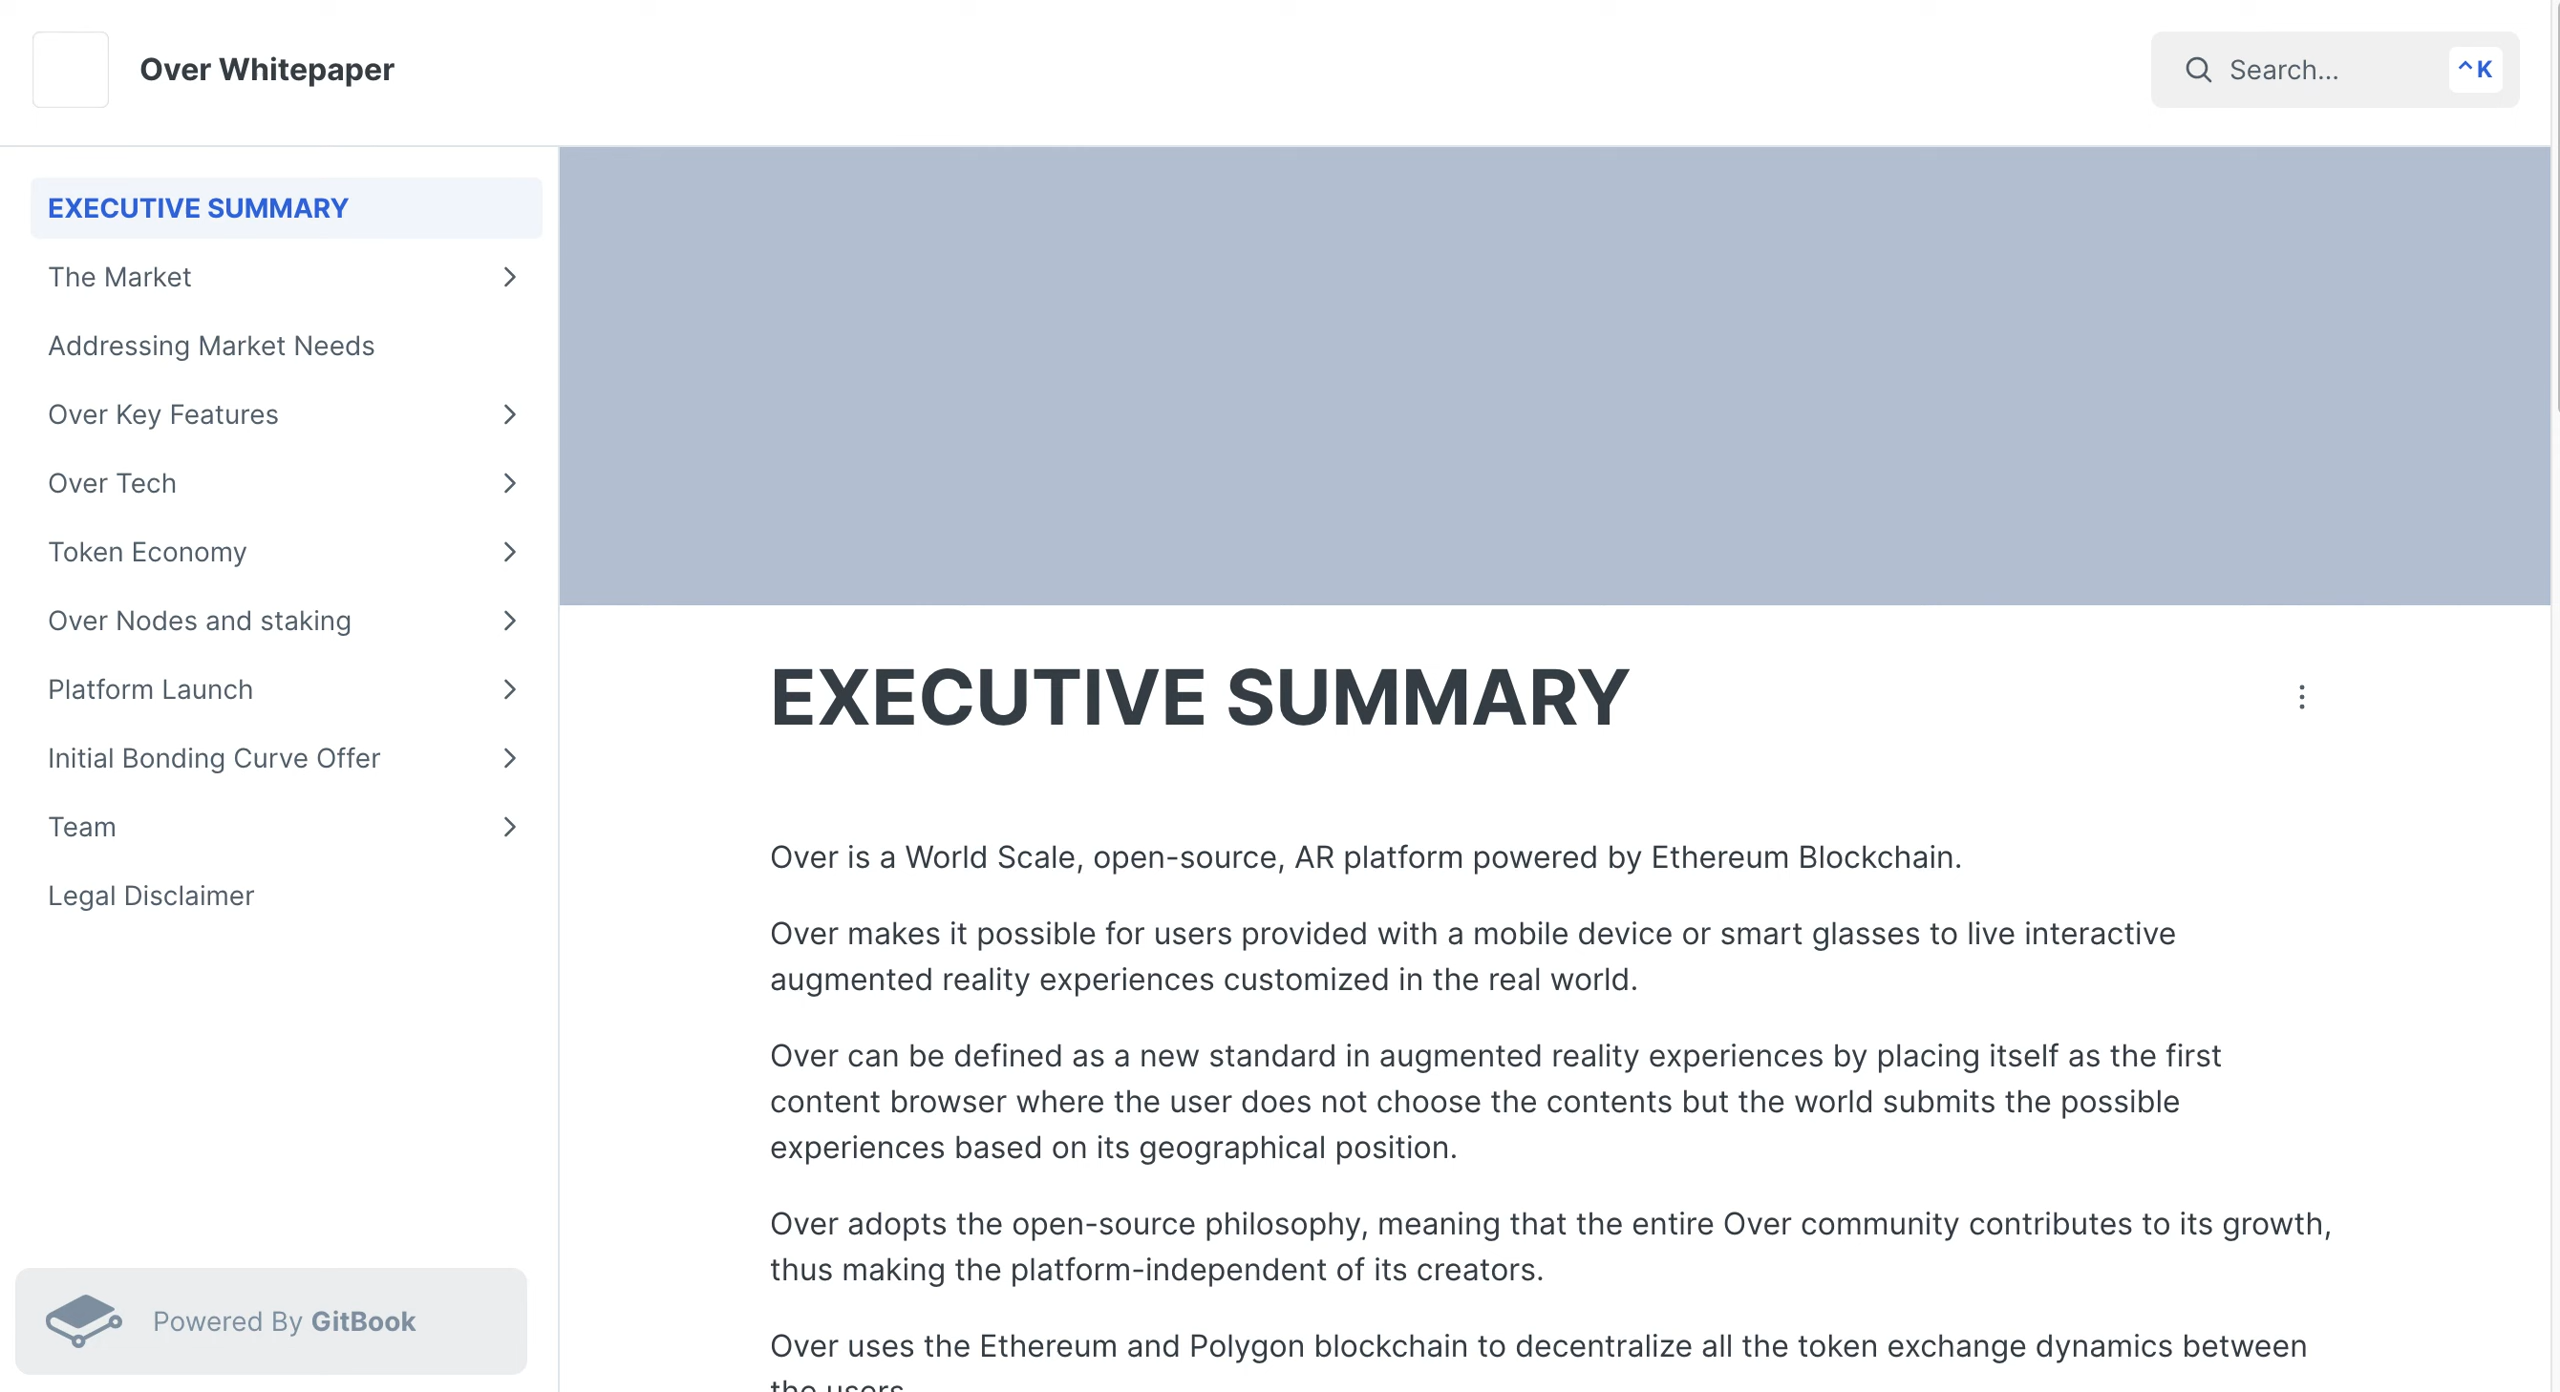 Over Whitepaper
Search...
^ K
EXECUTIVE SUMMARY
The Market
Addressing Market Needs
Over Key Features
Over Tech
Token Economy
Over Nodes and staking
Platform Launch
Initial Bonding Curve Offer
Team
Legal Disclaimer
Powered By GitBook
EXECUTIVE SUMMARY
Over is a World Scale, open-source, AR platform powered by Ethereum Blockchain.
Over makes it possible for users provided with a mobile device or smart glasses to live interactive
augmented reality experiences customized in the real world.
Over can be defined as a new standard in augmented reality experiences by placing itself as the first
content browser where the user does not choose the contents but the world submits the possible
experiences based on its geographical position.
Over adopts the open-source philosophy, meaning that the entire Over community contributes to its growth,
thus making the platform-independent of its creators.
Over uses the Ethereum and Polygon blockchain to decentralize all the token exchange dynamics between
the users.